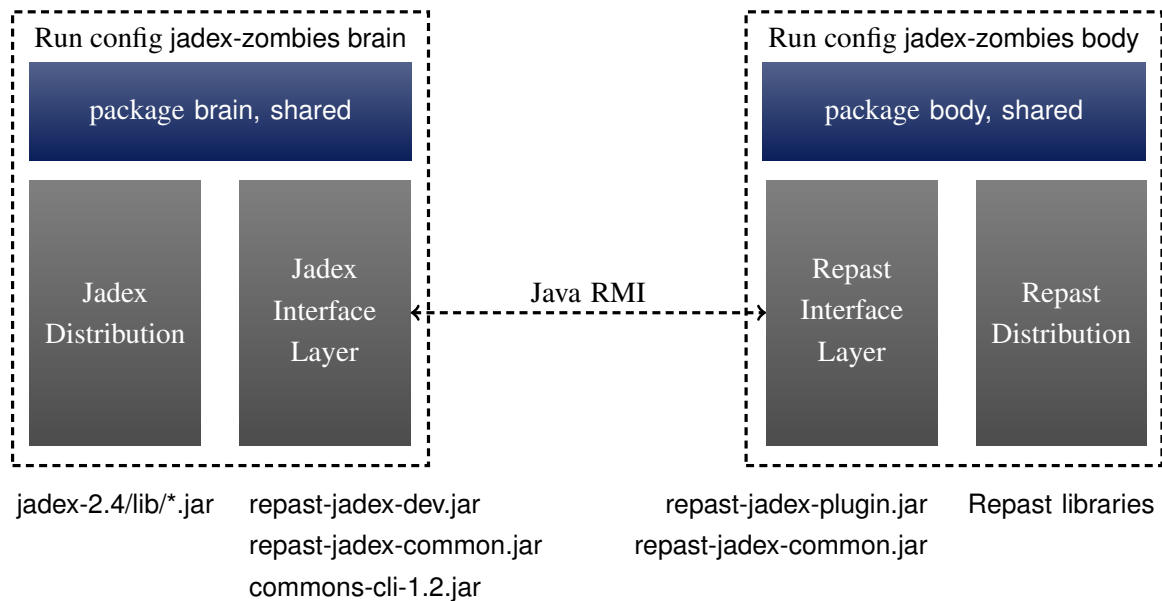 Run config jadex-zombies brain
package brain, shared
Jadex
Distribution
Jadex
Interface
Layer
Java RMI
Run config jadex-zombies body
package body, shared
Repast
Interface
Layer
Repast
Distribution
jadex-2.4/lib/*.jar
repast-jadex-dev.jar
repast-jadex-common.jar
commons-cli-1.2.jar
repast-jadex-plugin.jar
repast-jadex-common.jar
Repast libraries